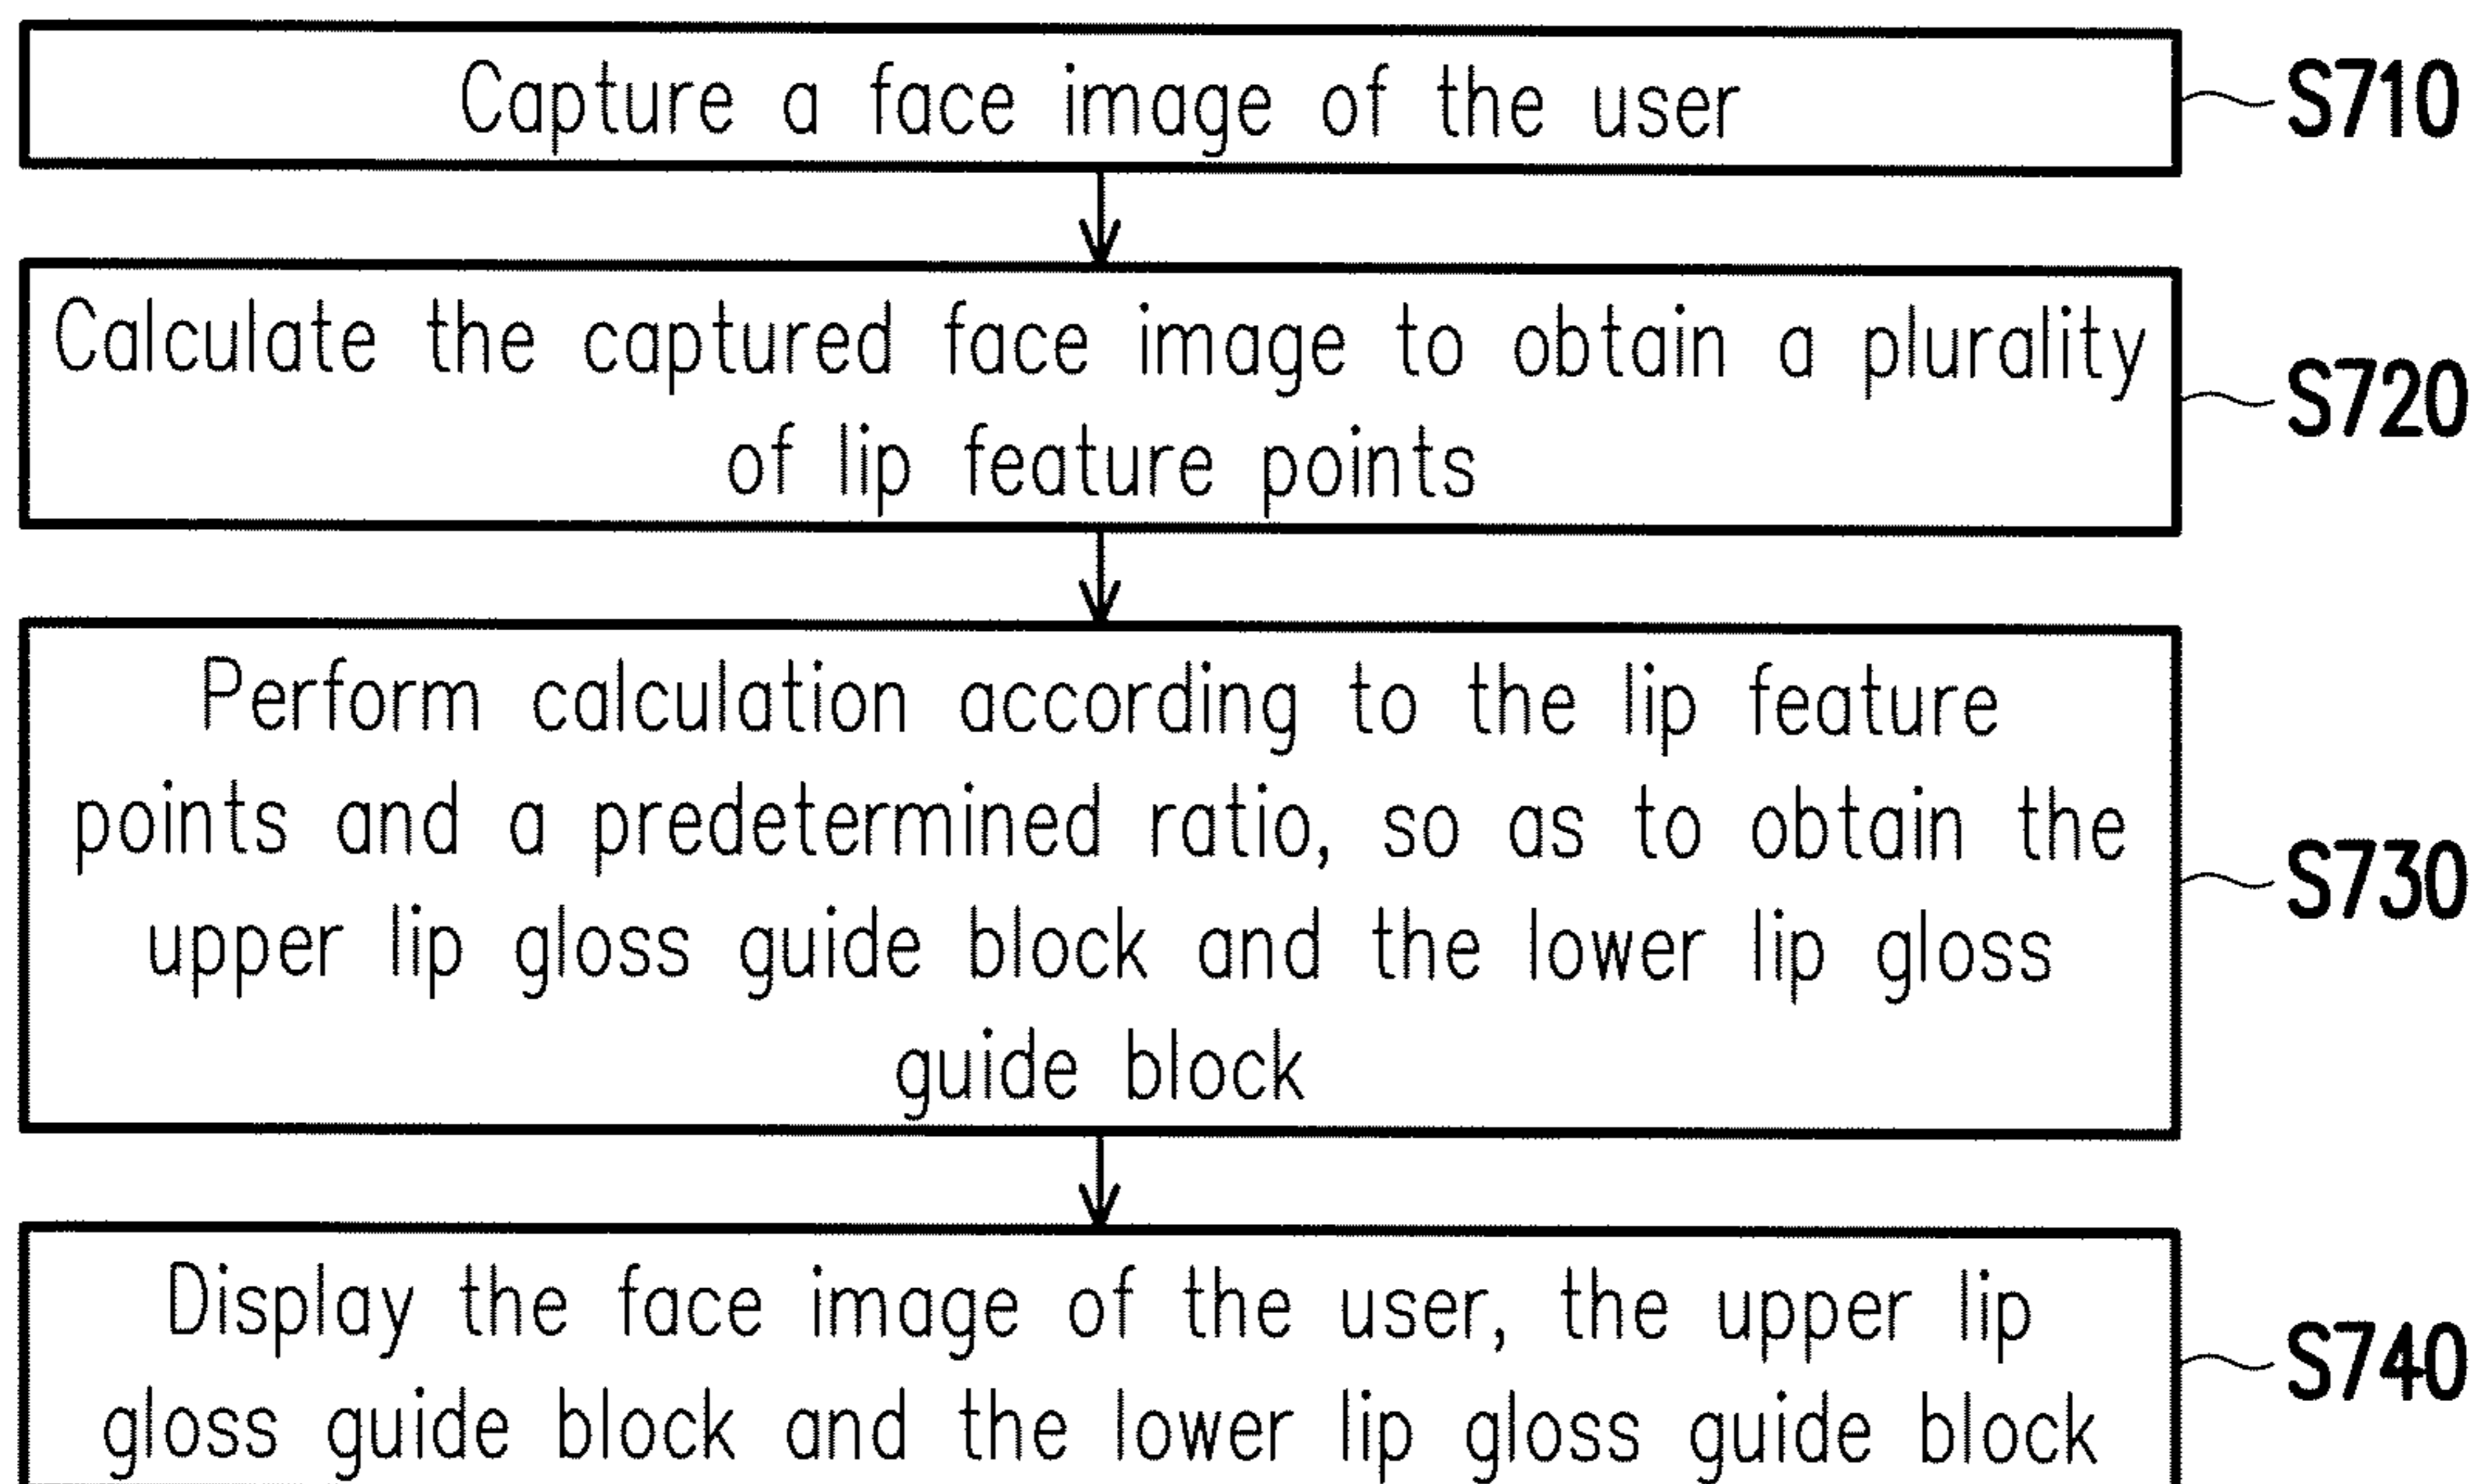 Capture a face image of the user
S710
Calculate the captured face image to obtain a plurality
of lip feature points
S720
Perform calculation according to the lip feature
points and a predetermined ratio, so as to obtain the
upper lip gloss guide block and the lower lip gloss
guide block
S730
Display the face image of the user, the upper lip
gloss guide block and the lower lip gloss guide block
S740